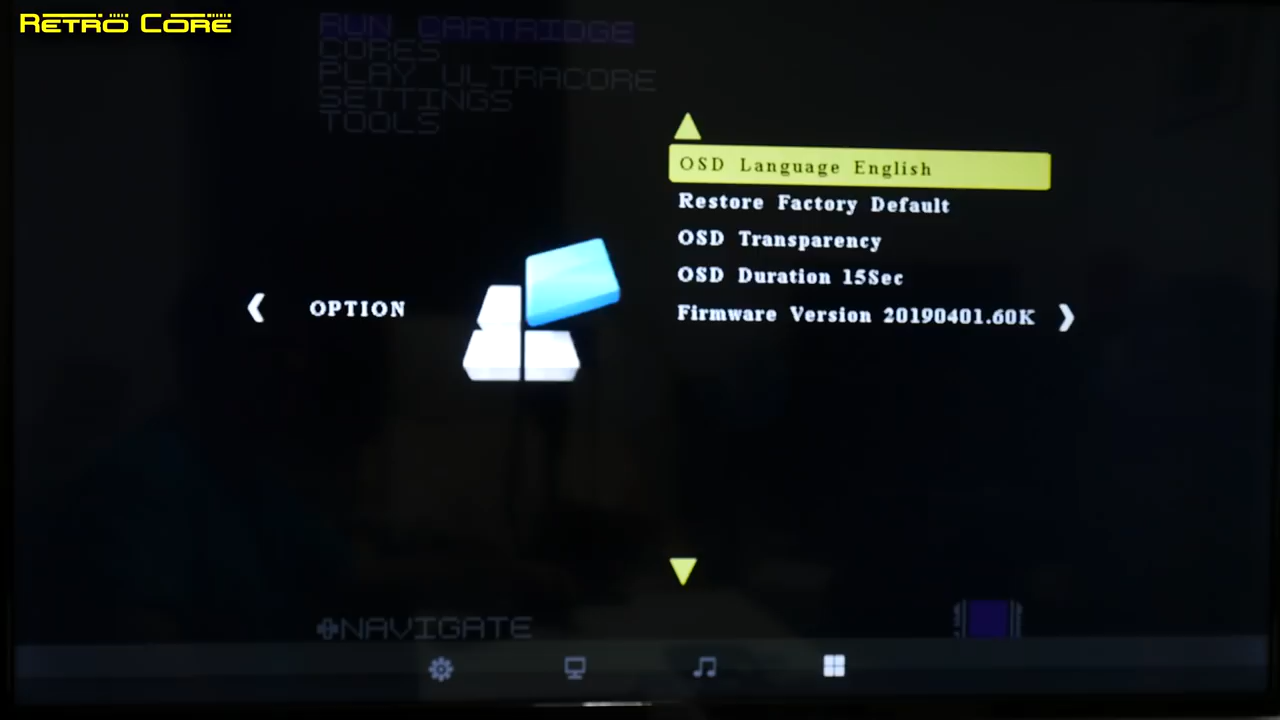 RETRO CORE
RUN CARTRIDGE
CORES
PLAY ULTRACORE
SETTINGS
TOOLS
OSD Language English
Restore Factory Default
OSD Transparency
OSD Duration 15Sec
OPTION
Firmware Version 20190401.60K
NAVIGATE